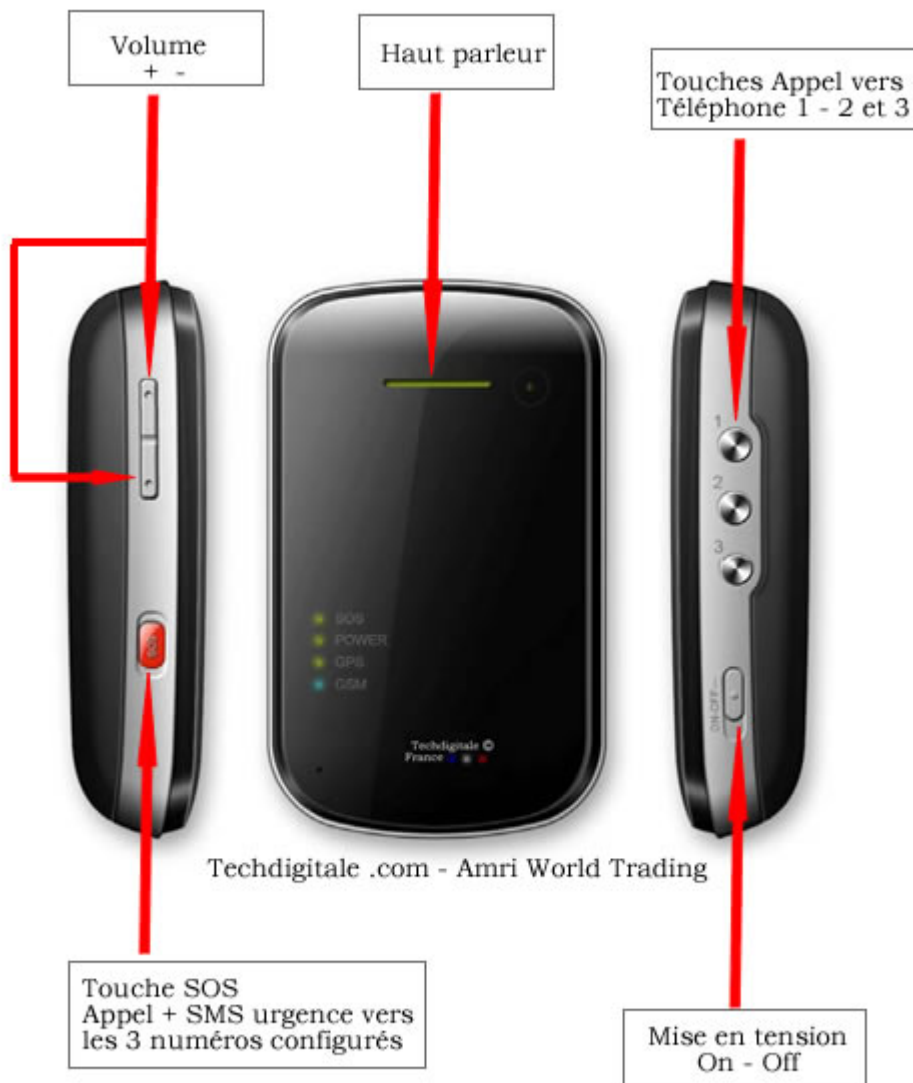 Volume
+ -
Haut parleur
Touches Appel vers
Téléphone 1 - 2 et 3
1
2
3
SOS
SOS
POWER
GPS
GSM
ON-OFF
Techdigitale ©
France
Techdigitale .com - Amri World Trading
Touche SOS
Appel + SMS urgence vers
les 3 numéros configurés
Mise en tension
On - Off